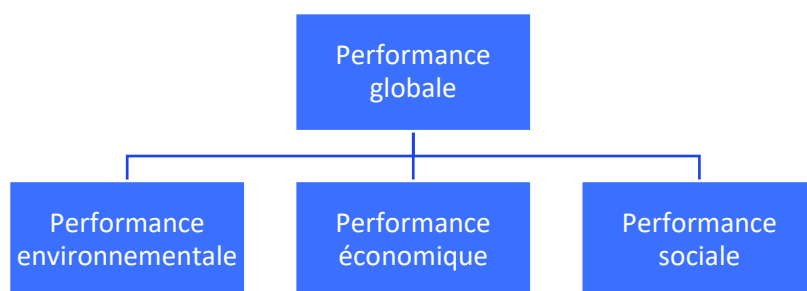 Performance
globale
Performance
environnementale
Performance
économique
Performance
sociale